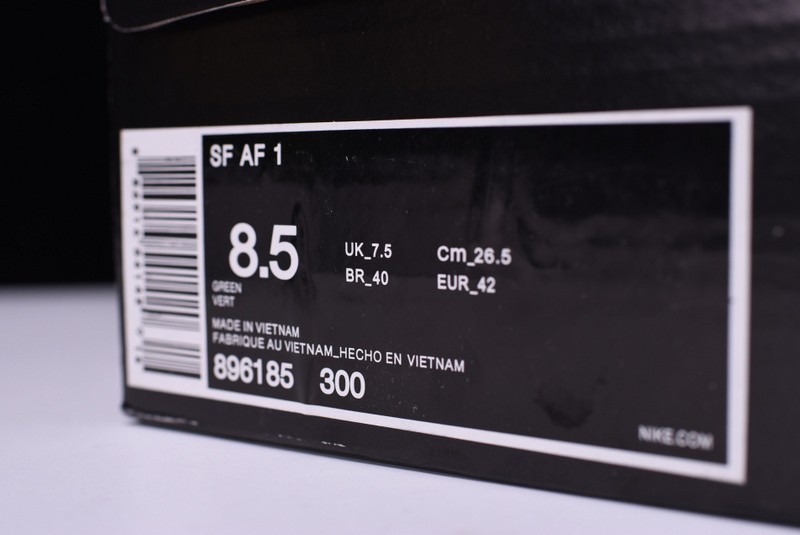 SF AF 1
8.5
UK_7.5
Cm_26.5
BR_40
EUR_42
GREEN
VERT
MADE IN VIETNAM
FABRIQUE AU VIETNAM_HECHO EN VIETNAM
896185 300
NIKE.COM